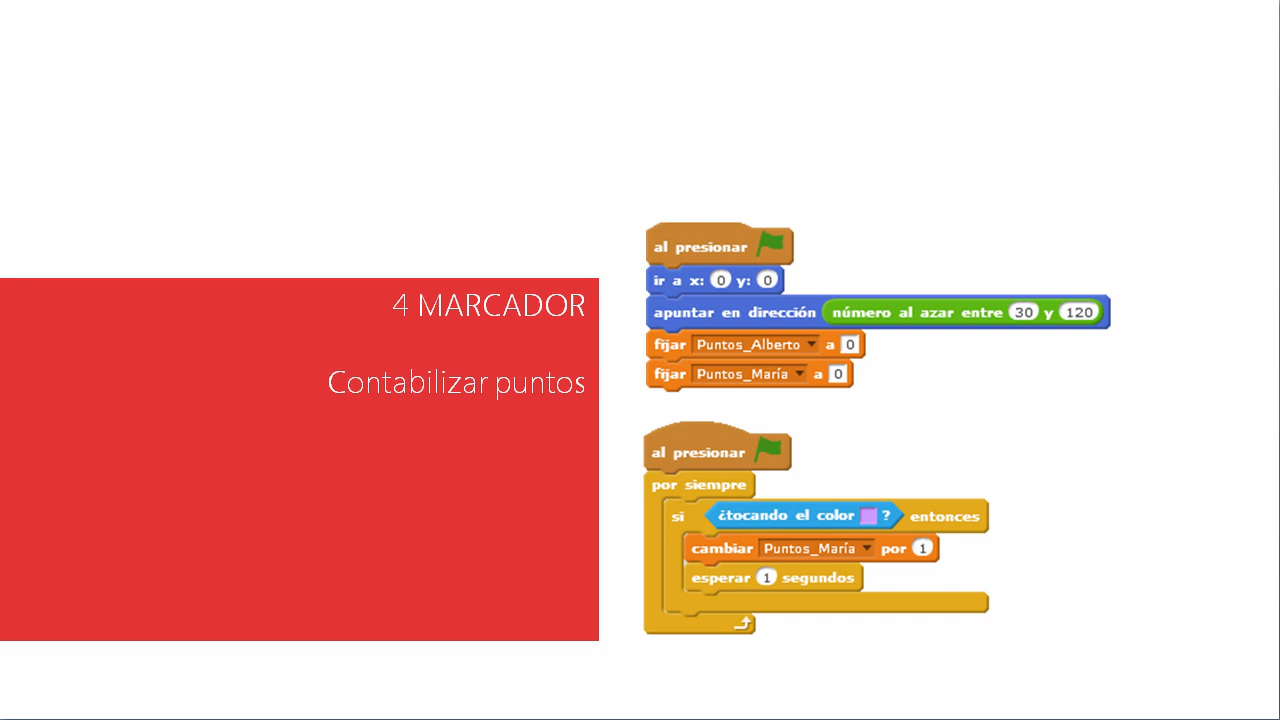 4 MARCADOR
Contabilizar puntos
al presionar
ir a x: 0 y: 0
apuntar en dirección número al azar entre 30 y 120
fijar Puntos_Alberto a 0
fijar Puntos_María a 0
al presionar
por siempre
si ¿tocando el color ? entonces
cambiar Puntos_María por 1
esperar 1 segundos